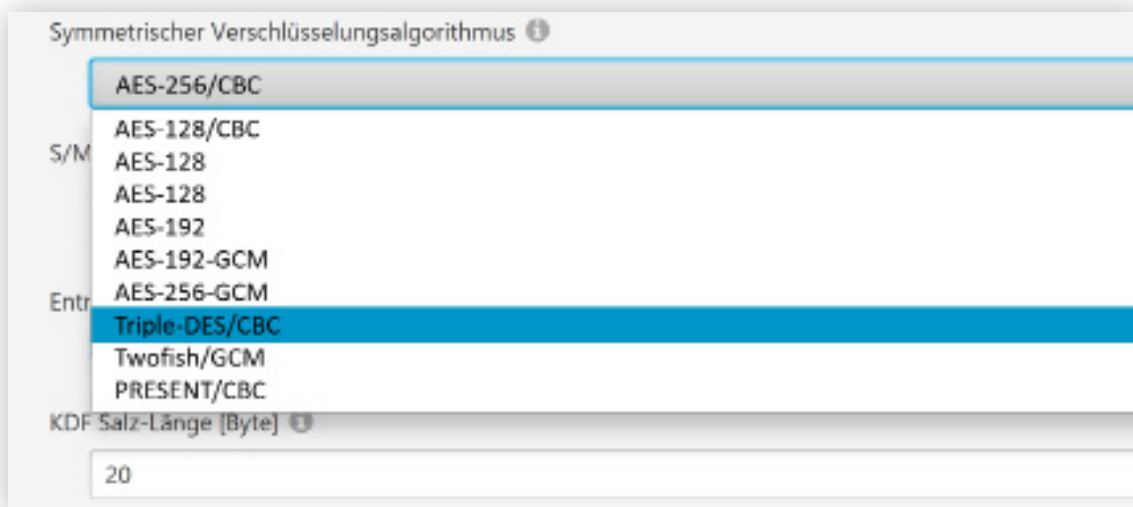 Symmetrischer Verschlüsselungsalgorithmus
AES-256/CBC
AES-128/CBC
S/M
AES-128
AES-128
AES-192
AES-192-GCM
AES-256-GCM
Entr
Triple-DES/CBC
Twofish/GCM
PRESENT/CBC
KDF Salz-Länge [Byte]
20